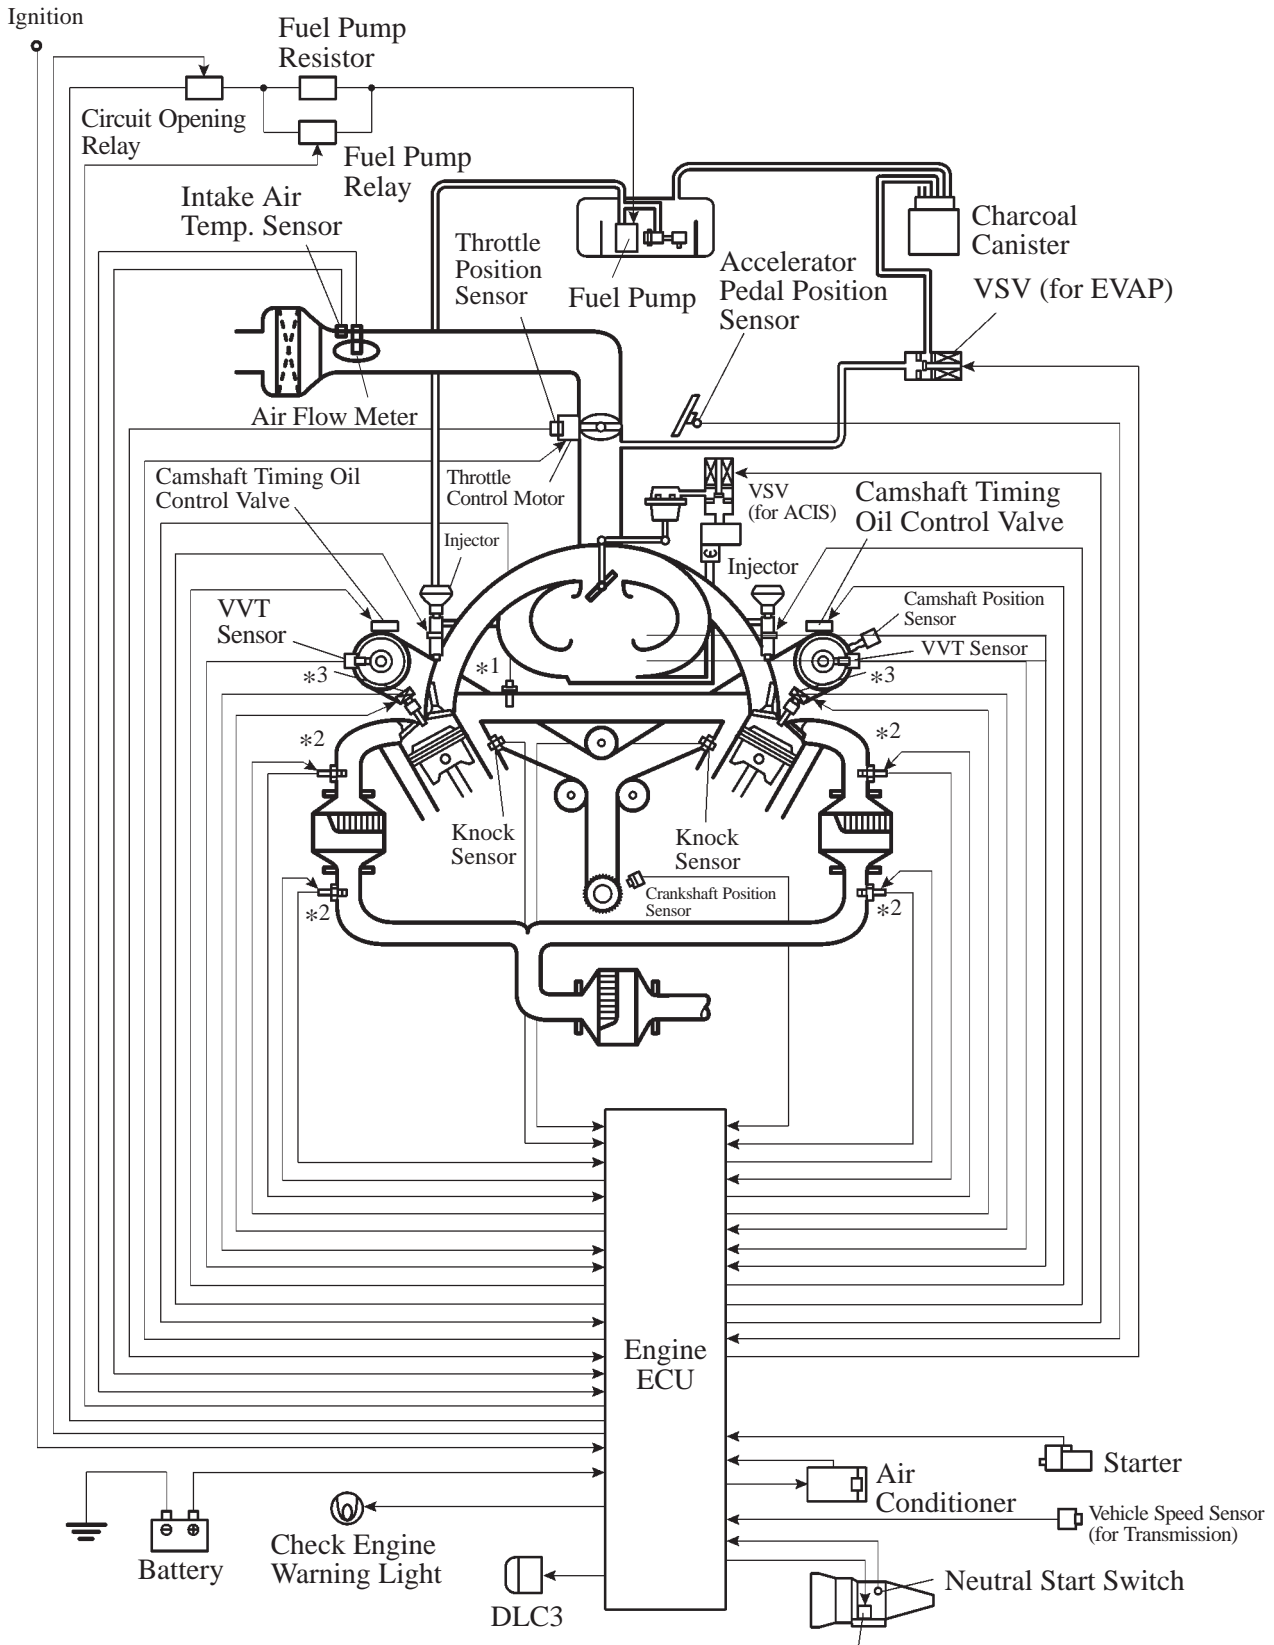 Ignition
Fuel Pump
Resistor
Circuit Opening
Relay
Fuel Pump
Relay
Intake Air
Temp. Sensor
Throttle
Position
Sensor
Fuel Pump
Accelerator
Pedal Position
Sensor
Charcoal
Canister
VSV (for EVAP)
Air Flow Meter
Camshaft Timing Oil
Control Valve
Throttle
Control Motor
VSV
(for ACIS)
Camshaft Timing
Oil Control Valve
Injector
Injector
Camshaft Position
Sensor
VVT
Sensor
VVT Sensor
*1
*3
*3
*2
*2
Knock
Sensor
Knock
Sensor
Crankshaft Position
Sensor
*2
*2
Engine
ECU
Starter
Air
Conditioner
Vehicle Speed Sensor
(for Transmission)
Battery
Check Engine
Warning Light
DLC3
Neutral Start Switch